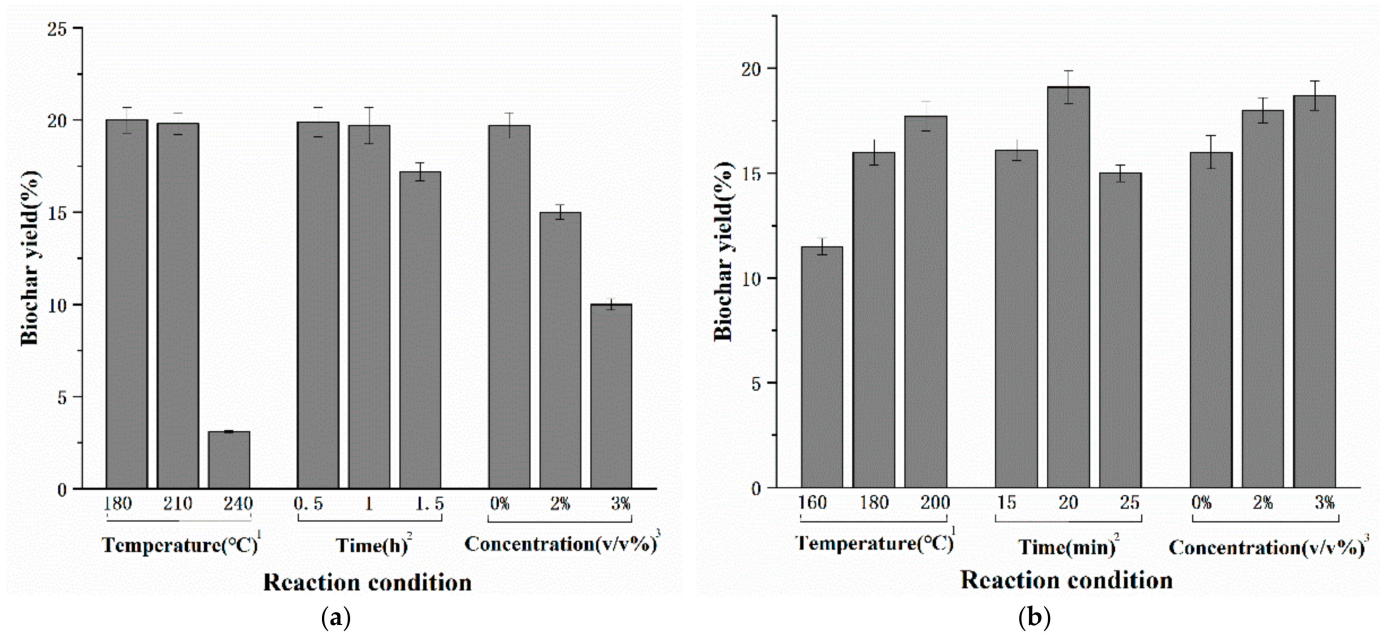 25
20
15
10
5
0
Biochar yield(%)
180 210 240 0.5 1 1.5 0% 2% 3%
Temperature(℃)1 Time(h)2 Concentration(v/v%)3
Reaction condition
(a)
20
15
10
5
0
Biochar yield(%)
160 180 200 15 20 25 0% 2% 3%
Temperature(℃)1 Time(min)2 Concentration(v/v%)3
Reaction condition
(b)